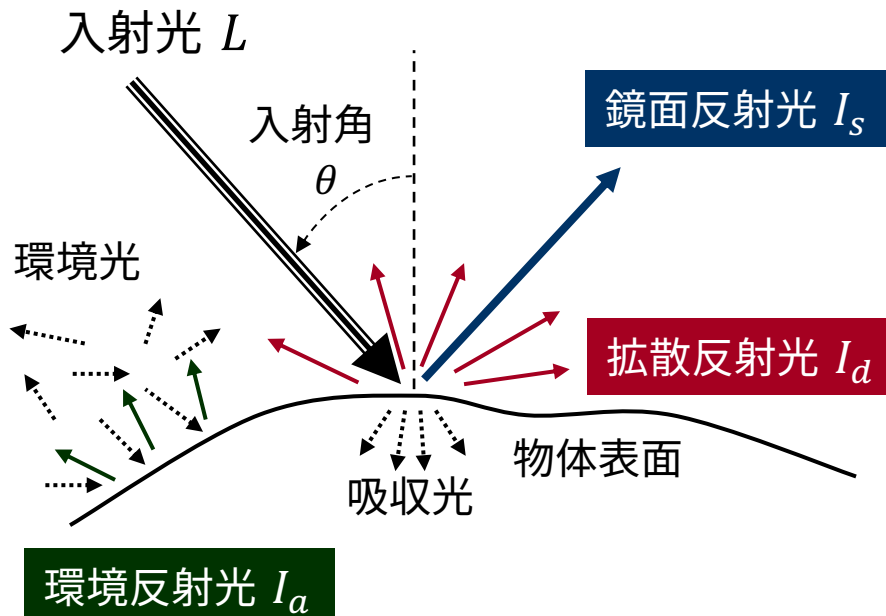 入射光 L
鏡面反射光 I_s
入射角
θ
環境光
拡散反射光 I_d
物体表面
吸収光
環境反射光 I_a